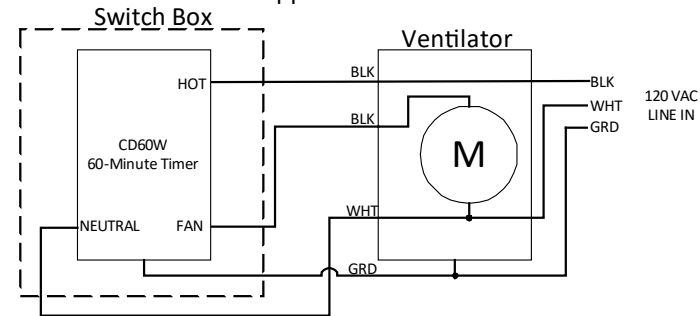 Switch Box
Ventilator
HOT
BLK
BLK
120 VAC
WHT
LINE IN
BLK
GRD
CD60W
60-Minute Timer
M
WHT
NEUTRAL
FAN
GRD